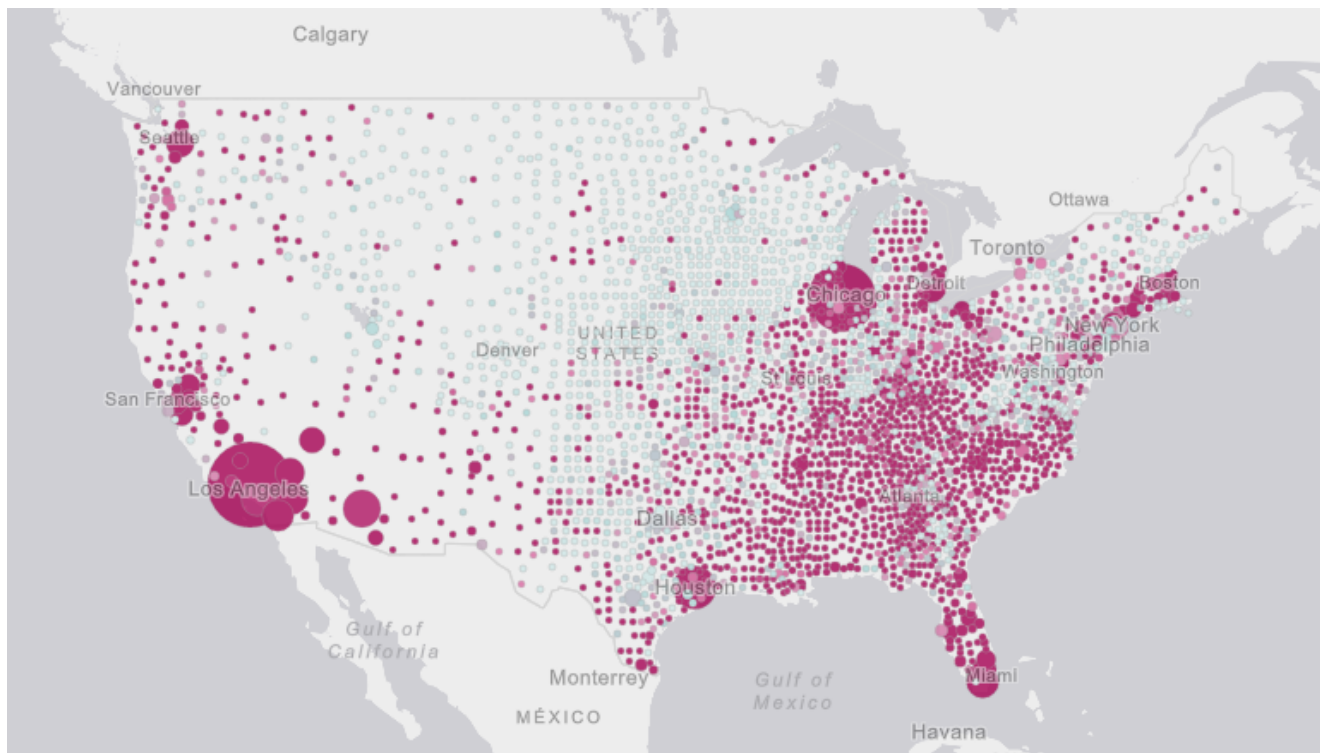 Calgary
Vancouver
Seattle
Ottawa
Toronto
Detroit
Boston
Chicago
New York
Philadelphia
UNITED
STATES
Denver
Washington
St Louis
San Francisco
Los Angeles
Atlanta
Dallas
Houston
Gulf of
California
Monterrey
Miami
Gulf of
Mexico
MÉXICO
Havana